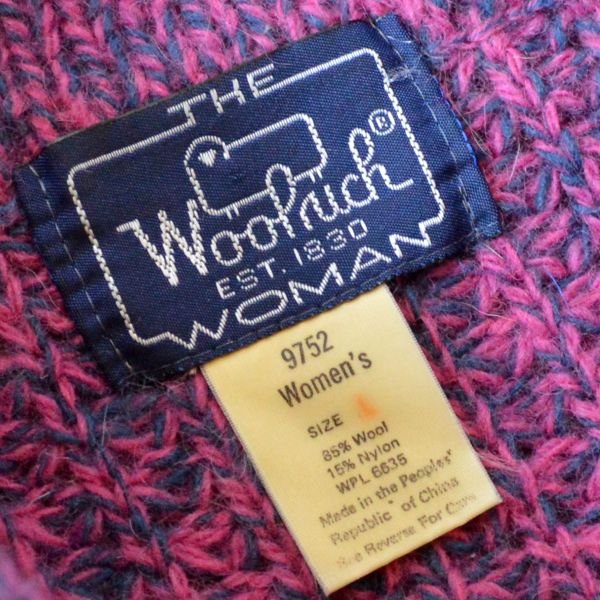 THE
Woolrich®
EST. 1830
WOMAN
9752
Women's
SIZE
85% Wool
15% Nylon
WPL 6635
Made in the Peoples'
Republic of China
See Reverse For Care